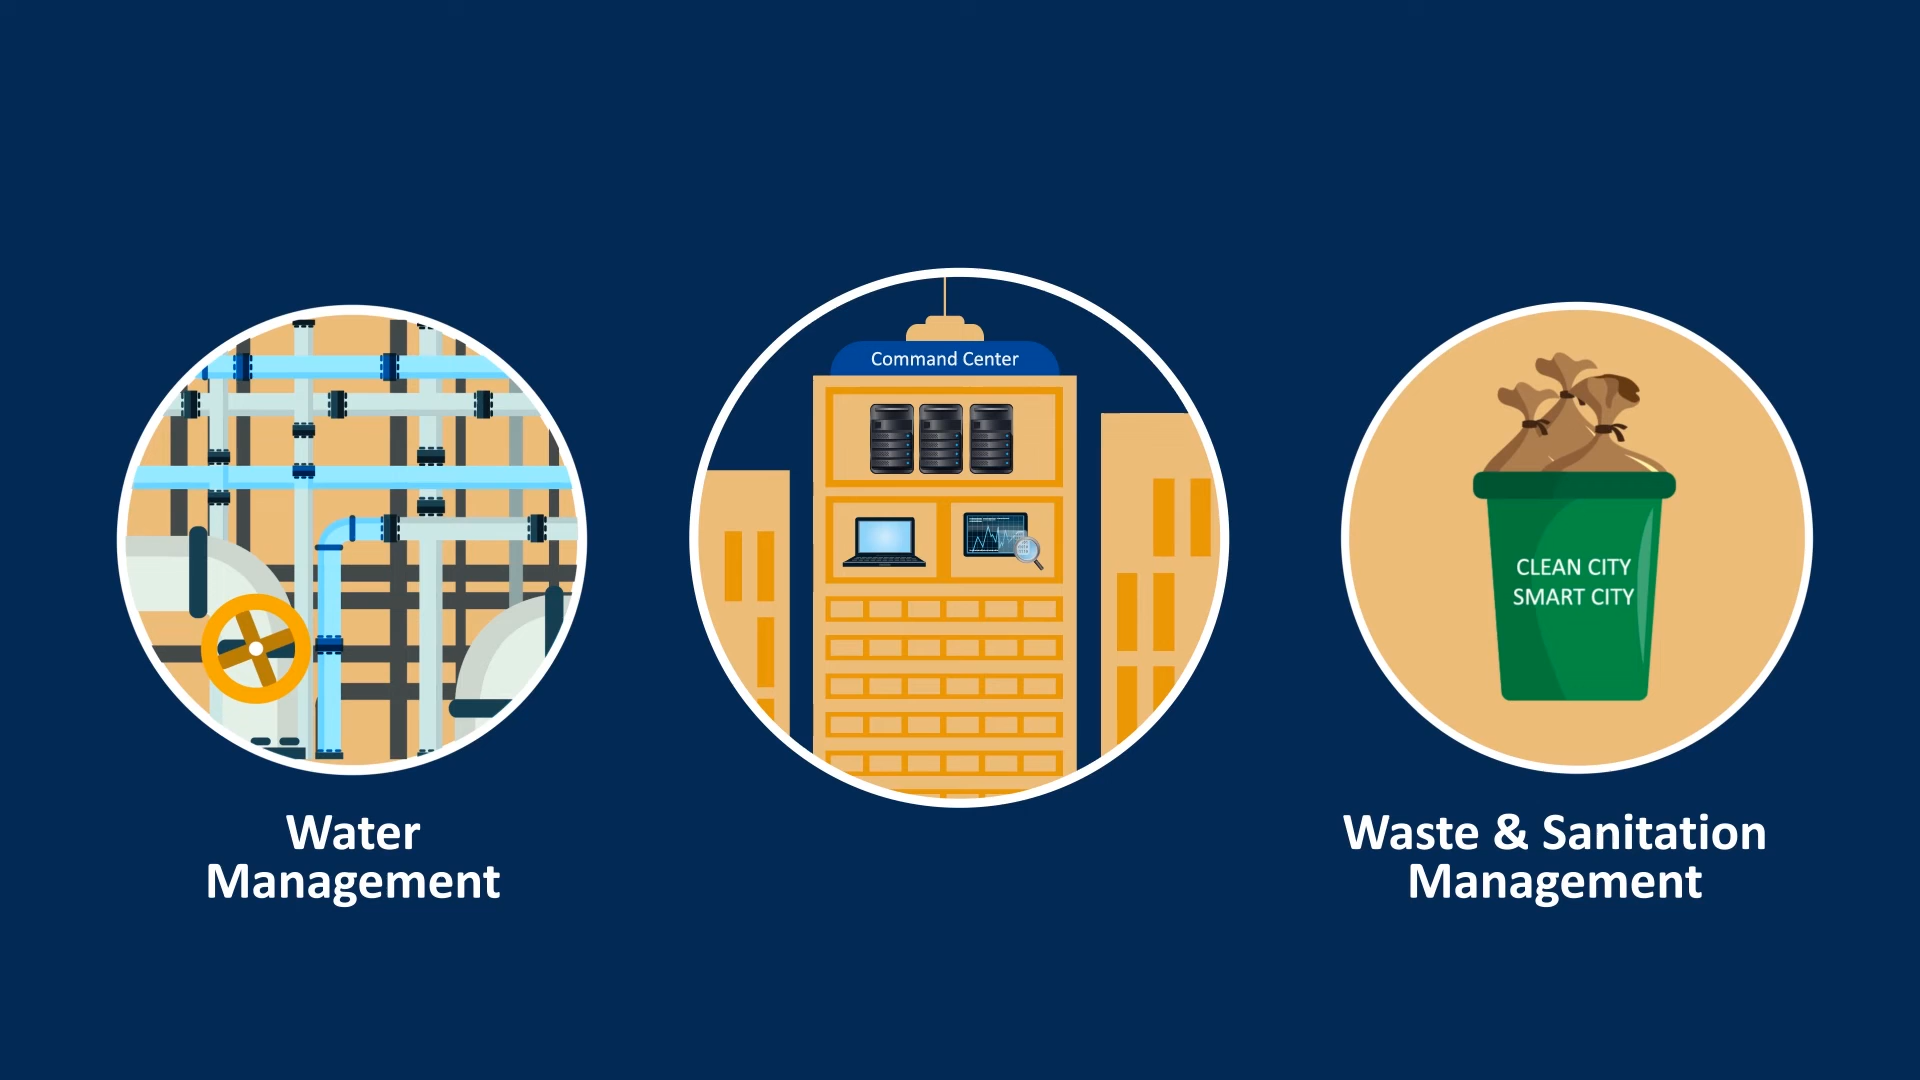 Command Center
CLEAN CITY
SMART CITY
Water
Management
Waste & Sanitation
Management